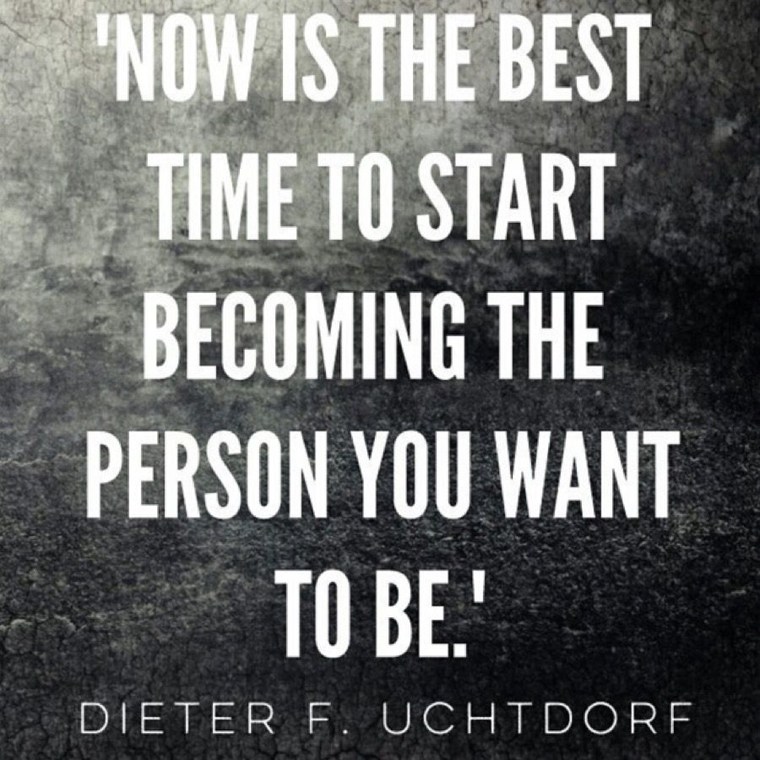 'NOW IS THE BEST
TIME TO START
BECOMING THE
PERSON YOU WANT
TO BE.'
DIETER F. UCHTDORF